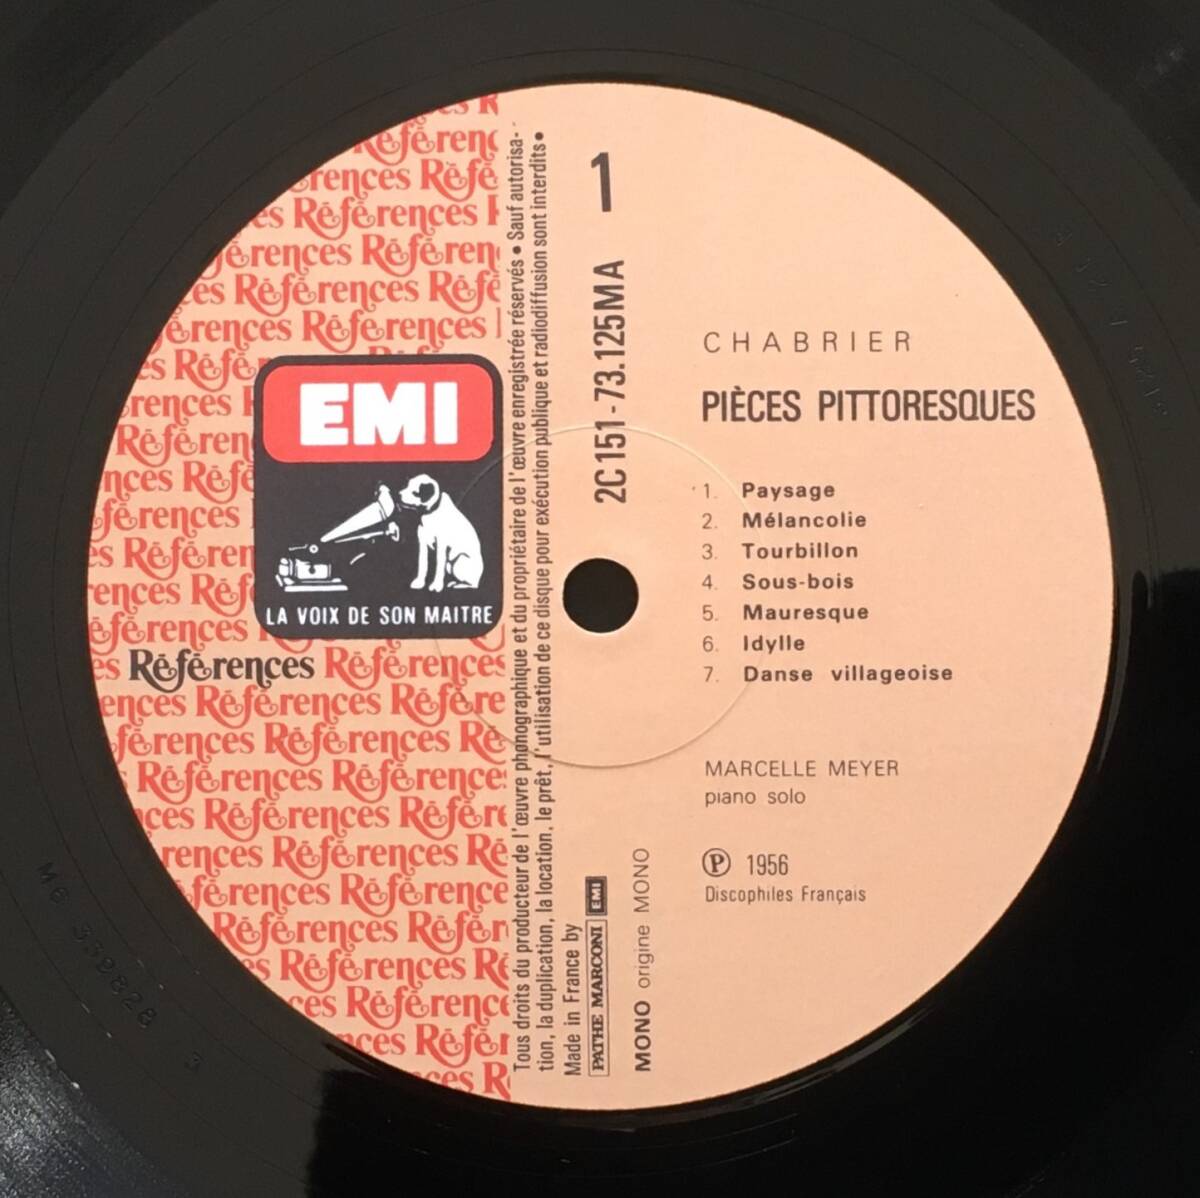 Références
EMI
LA VOIX DE SON MAITRE
Références
Tous droits du producteur de l'œuvre phonographique et du propriétaire de l'œuvre enregistrée réservés • Sauf autorisa-
tion, la duplication, la location, le prêt, l'utilisation de ce disque pour exécution publique et radiodiffusion sont interdits •
Made in France by
PATHE MARCONI EMI
2C 151 - 73.125 MA
1
MONO origine MONO
CHABRIER
PIÈCES PITTORESQUES
1. Paysage
2. Mélancolie
3. Tourbillon
4. Sous-bois
5. Mauresque
6. Idylle
7. Danse villageoise
MARCELLE MEYER
piano solo
Ⓟ 1956
Discophiles Français
M6 339828 3